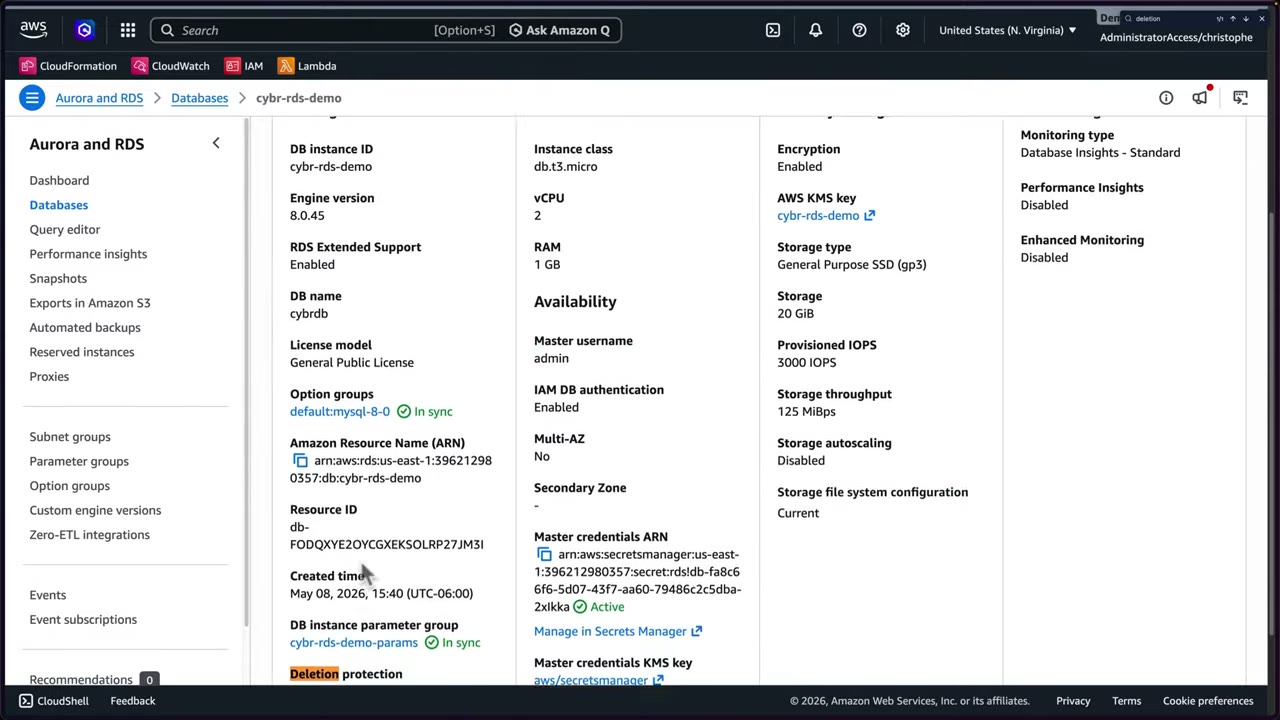 aws
Search
[Option+S]
Ask Amazon Q
United States (N. Virginia)
deletion
1/1
AdministratorAccess/christophe
CloudFormation
CloudWatch
IAM
Lambda
Aurora and RDS
Databases
cybr-rds-demo
Aurora and RDS
Dashboard
Databases
Query editor
Performance insights
Snapshots
Exports in Amazon S3
Automated backups
Reserved instances
Proxies
Subnet groups
Parameter groups
Option groups
Custom engine versions
Zero-ETL integrations
Events
Event subscriptions
Recommendations 0
DB instance ID
cybr-rds-demo
Engine version
8.0.45
RDS Extended Support
Enabled
DB name
cybrdb
License model
General Public License
Option groups
default:mysql-8-0 In sync
Amazon Resource Name (ARN)
arn:aws:rds:us-east-1:39621298
0357:db:cybr-rds-demo
Resource ID
db-
FODQXYE2OYCGXEKSOLRP27JM3I
Created time
May 08, 2026, 15:40 (UTC-06:00)
DB instance parameter group
cybr-rds-demo-params In sync
Deletion protection
Instance class
db.t3.micro
vCPU
2
RAM
1 GB
Availability
Master username
admin
IAM DB authentication
Enabled
Multi-AZ
No
Secondary Zone
-
Master credentials ARN
arn:aws:secretsmanager:us-east-
1:396212980357:secret:rds!db-fa8c6
6f6-5d07-43f7-aa60-79486c2c5dba-
2xIkka Active
Manage in Secrets Manager
Master credentials KMS key
aws/secretsmanager
Encryption
Enabled
AWS KMS key
cybr-rds-demo
Storage type
General Purpose SSD (gp3)
Storage
20 GiB
Provisioned IOPS
3000 IOPS
Storage throughput
125 MiBps
Storage autoscaling
Disabled
Storage file system configuration
Current
Monitoring type
Database Insights - Standard
Performance Insights
Disabled
Enhanced Monitoring
Disabled
CloudShell
Feedback
© 2026, Amazon Web Services, Inc. or its affiliates.
Privacy
Terms
Cookie preferences